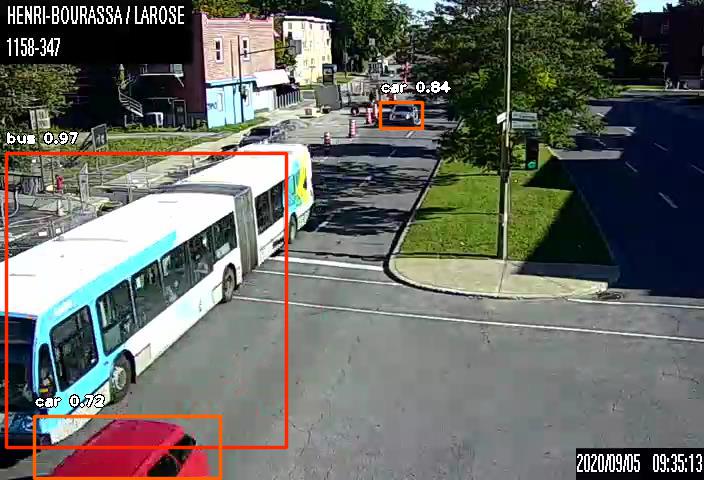 HENRI-BOURASSA / LAROSE
1158-347
car 0.84
bus 0.97
car 0.72
2020/09/05 09:35:13